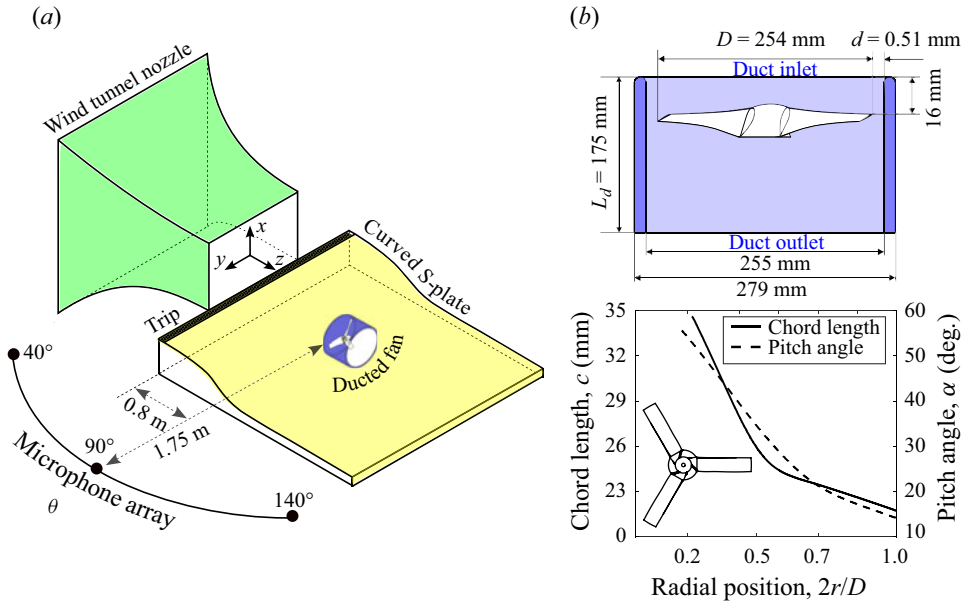 (a)
Wind tunnel nozzle
x
y
z
Trip
Curved S-plate
Ducted fan
40°
0.8 m
1.75 m
90°
Microphone array
θ
140°
(b)
D = 254 mm
d = 0.51 mm
Duct inlet
16 mm
L_d = 175 mm
Duct outlet
255 mm
279 mm
Chord length
Pitch angle
35
33
29
26
23
0
Chord length, c (mm)
60
50
40
30
20
10
Pitch angle, α (deg.)
0.2
0.5
0.7
1.0
Radial position, 2r/D